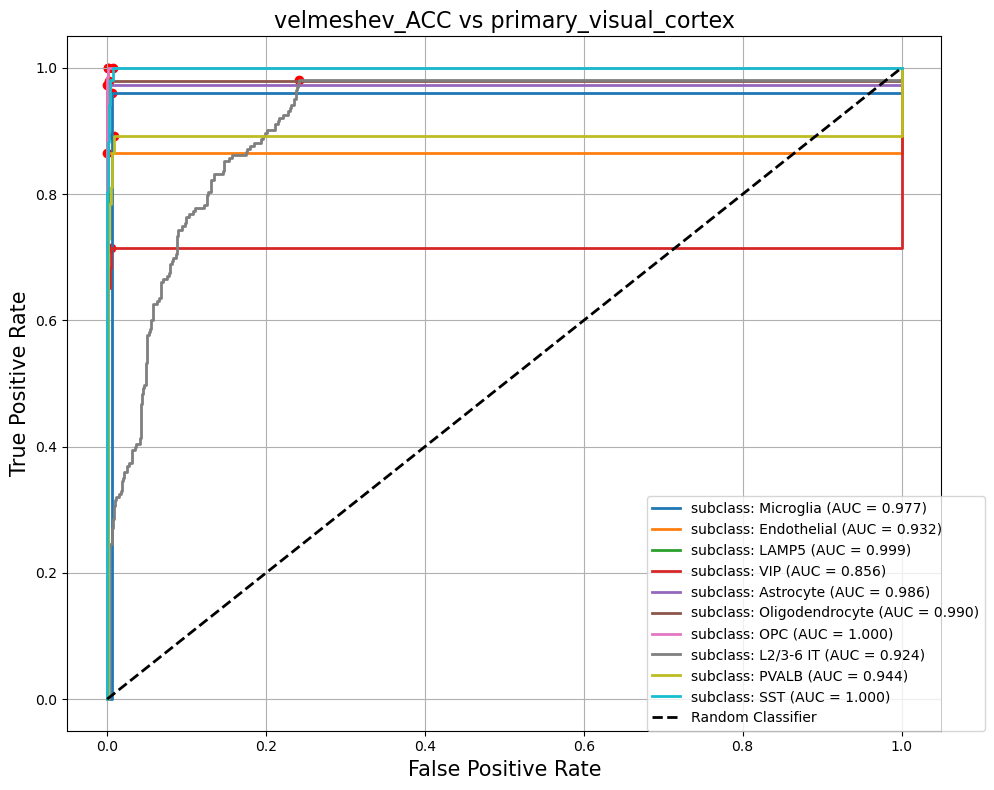 velmeshev_ACC vs primary_visual_cortex
1.0
0.8
0.6
0.4
0.2
0.0
True Positive Rate
0.0
0.2
0.4
0.6
0.8
1.0
False Positive Rate
subclass: Microglia (AUC = 0.977)
subclass: Endothelial (AUC = 0.932)
subclass: LAMP5 (AUC = 0.999)
subclass: VIP (AUC = 0.856)
subclass: Astrocyte (AUC = 0.986)
subclass: Oligodendrocyte (AUC = 0.990)
subclass: OPC (AUC = 1.000)
subclass: L2/3-6 IT (AUC = 0.924)
subclass: PVALB (AUC = 0.944)
subclass: SST (AUC = 1.000)
Random Classifier